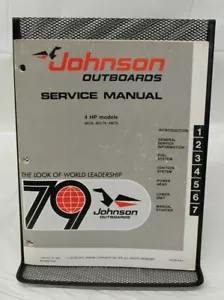 Johnson
OUTBOARDS
SERVICE MANUAL
4 HP models
INTRODUCTION
GENERAL
SERVICE
INFORMATION
FUEL
SYSTEM
IGNITION
SYSTEM
POWER
HEAD
LOWER
UNIT
MANUAL
STARTER
1
2
3
4
5
6
7
THE LOOK OF WORLD LEADERSHIP
79
Johnson
OUTBOARDS